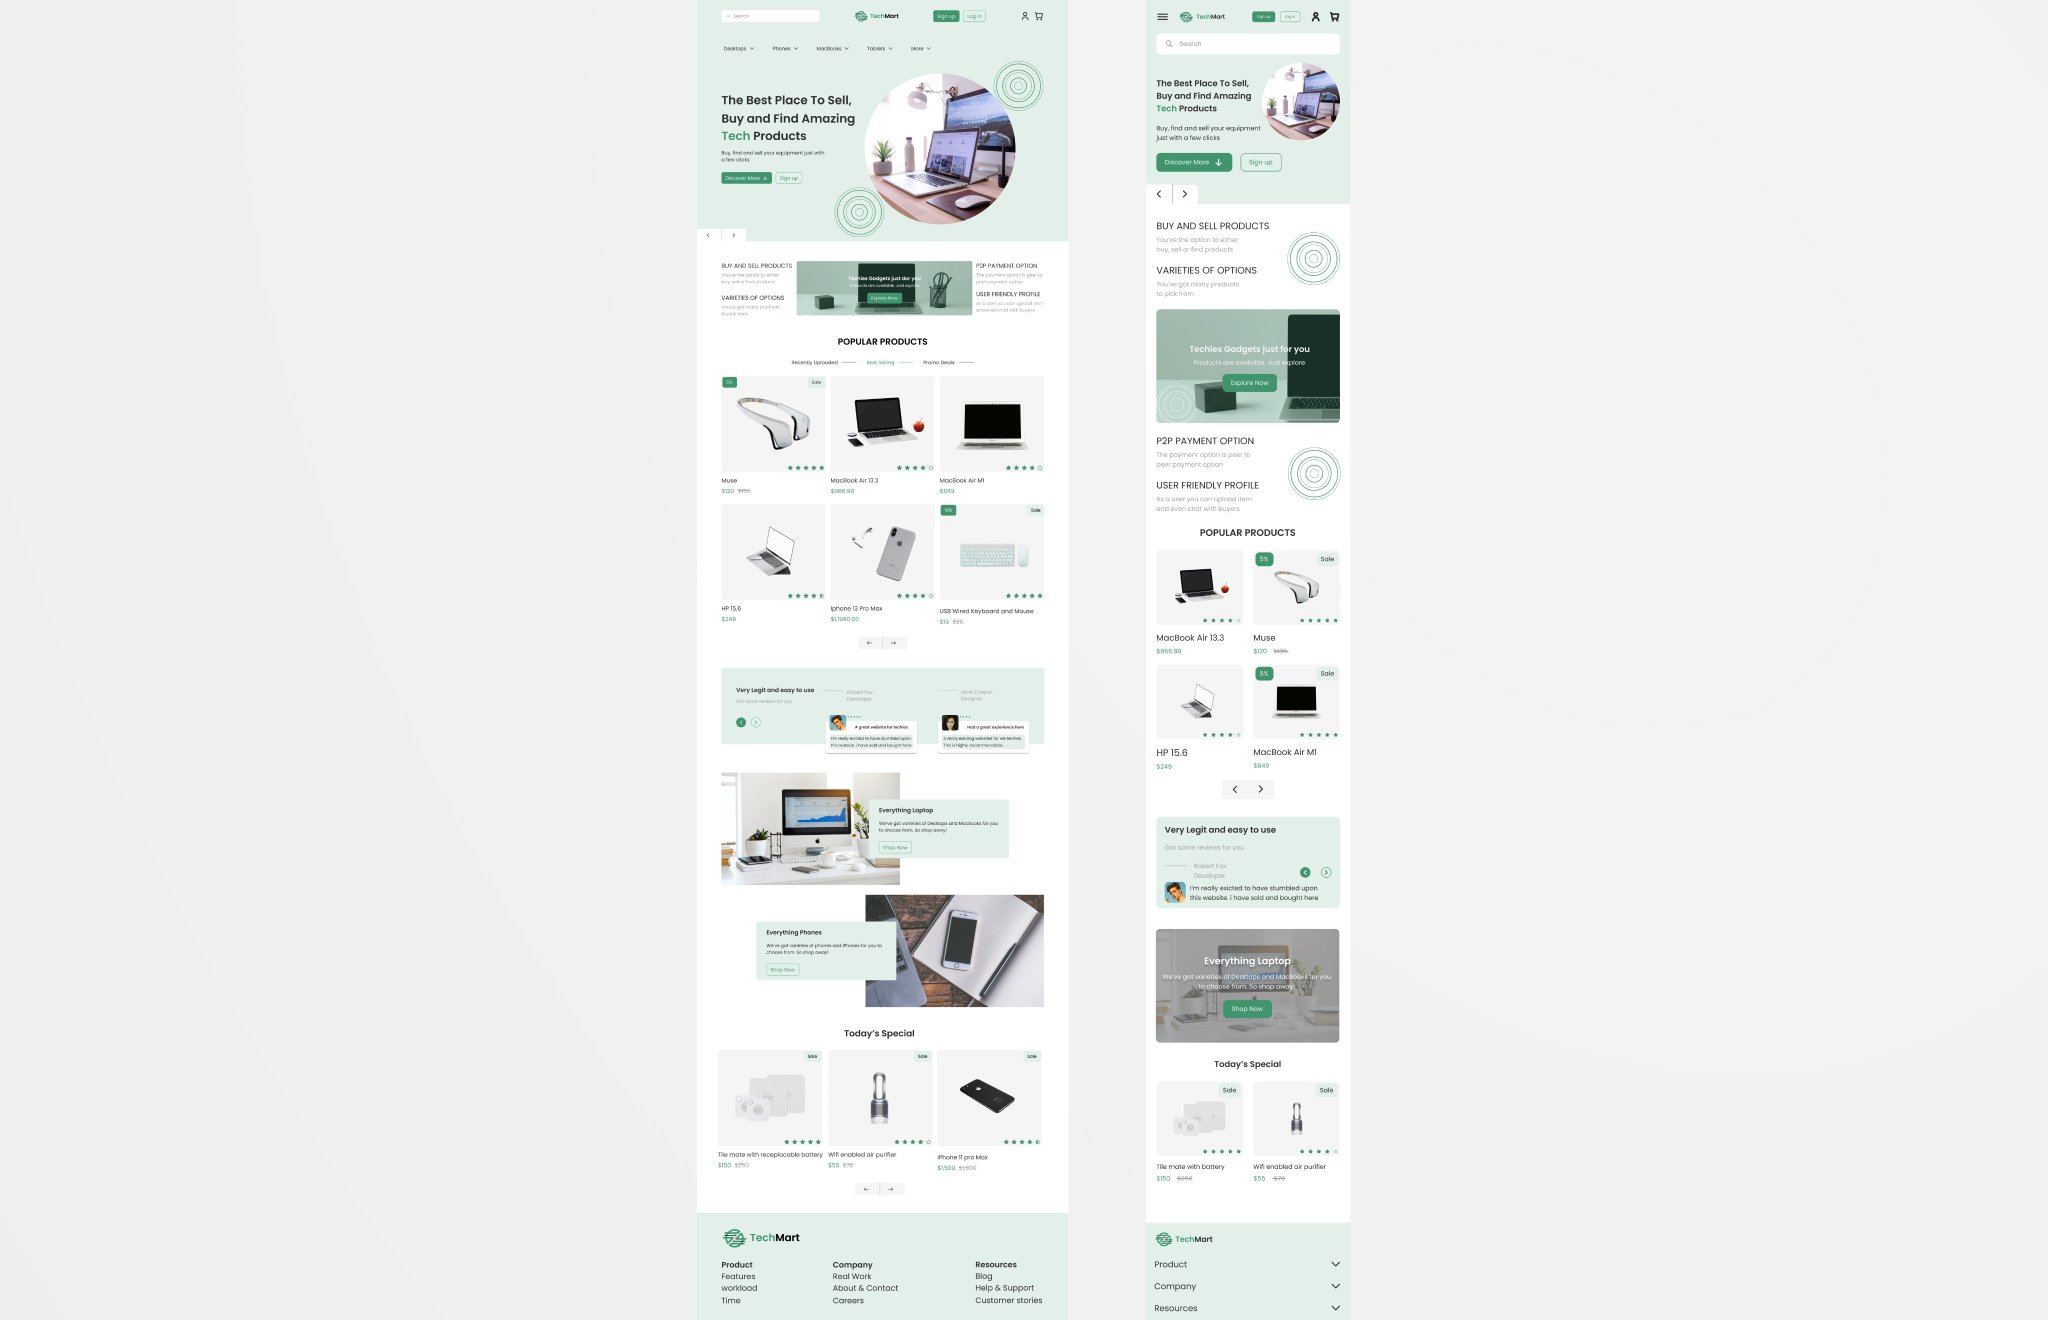 Search
TechMart
Sign up
Log in
Desktops
Phones
MacBooks
Tablets
More
The Best Place To Sell,
Buy and Find Amazing
Tech Products
Buy, find and sell your equipment just with
a few clicks
Discover More
Sign up
BUY AND SELL PRODUCTS
You've the option to either
buy, sell or find products
VARIETIES OF OPTIONS
You've got many products
to pick from
Techies Gadgets just dor you
Products are available. Just explore
Explore Now
P2P PAYMENT OPTION
The payment option is peer to
peer payment option
USER FRIENDLY PROFILE
As a user you can upload item
and even chat with buyers
POPULAR PRODUCTS
Recently Uploaded
Best Selling
Promo Deals
5%
Sale
Muse
$120 $135
MacBook Air 13.3
$966.99
MacBook Air M1
$849
HP 15.6
$249
Iphone 13 Pro Max
$1,1990.00
10%
Sale
USB Wired Keyboard and Mouse
$15 $25
Very Legit and easy to use
Got some reviews for you
Robert Fox
Developer
A great website for techies
I'm really exicted to have stumbled upon
this website. i have sold and bought here
Jane Cooper
Designer
Had a great experience here
A really exicting websites for we techies.
This is highly recommendable.
Everything Laptop
We've got varieties of Desktops and MacBooks for you
to choose from. So shop away!
Shop Now
Everything Phones
We've got varieties of phones and iPhones for you to
choose from. So shop away!
Shop Now
Today's Special
Sale
Tile mate with receplacable battery
$150 $250
Sale
Wifi enabled air purifier
$55 $70
Sale
iPhone 11 pro Max
$1,500 $1,600
TechMart
Product
Features
workload
Time
Company
Real Work
About & Contact
Careers
Resources
Blog
Help & Support
Customer stories
TechMart
Sign up
Log in
Search
The Best Place To Sell,
Buy and Find Amazing
Tech Products
Buy, find and sell your equipment
just with a few clicks
Discover More
Sign up
BUY AND SELL PRODUCTS
You've the option to either
buy, sell or find products
VARIETIES OF OPTIONS
You've got many products
to pick from
Techies Gadgets just for you
Products are available. Just explore
Explore Now
P2P PAYMENT OPTION
The paymenr option is peer to
peer payment option
USER FRIENDLY PROFILE
As a user you can upload item
and even chat with buyers
POPULAR PRODUCTS
MacBook Air 13.3
$966.99
5%
Sale
Muse
$120 $135
HP 15.6
$249
5%
Sale
MacBook Air M1
$849
Very Legit and easy to use
Got some reviews for you
Robert Fox
Developer
I'm really exicted to have stumbled upon
this website. i have sold and bought here
Everything Laptop
We've got varieties of Desktops and MacBooks for you
to choose from. So shop away!
Shop Now
Today's Special
Sale
Tile mate with battery
$150 $250
Sale
Wifi enabled air purifier
$55 $70
TechMart
Product
Company
Resources